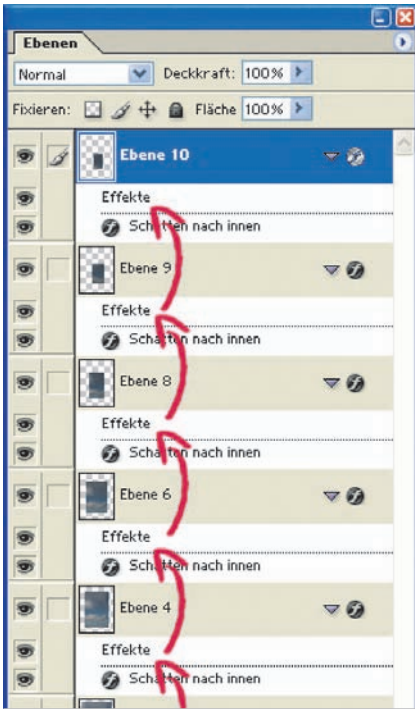 Ebenen
Normal Deckkraft: 100%
Fixieren: Fläche 100%
Ebene 10
Effekte
Schatten nach innen
Ebene 9
Effekte
Schatten nach innen
Ebene 8
Effekte
Schatten nach innen
Ebene 6
Effekte
Schatten nach innen
Ebene 4
Effekte
Schatten nach innen